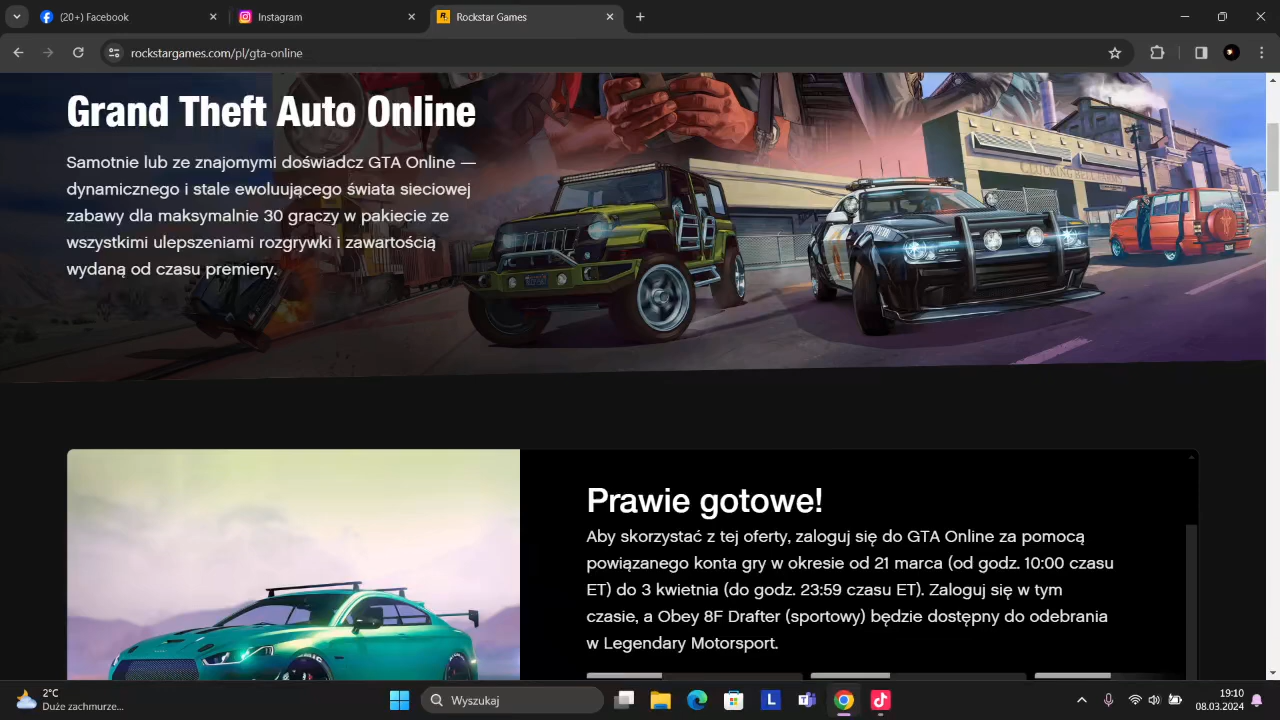 (20+) Facebook
Instagram
Rockstar Games
rockstargames.com/pl/gta-online
Grand Theft Auto Online
Samotnie lub ze znajomymi doświadcz GTA Online —
dynamicznego i stale ewoluującego świata sieciowej
zabawy dla maksymalnie 30 graczy w pakiecie ze
wszystkimi ulepszeniami rozgrywki i zawartością
wydaną od czasu premiery.
Prawie gotowe!
Aby skorzystać z tej oferty, zaloguj się do GTA Online za pomocą
powiązanego konta gry w okresie od 21 marca (od godz. 10:00 czasu
ET) do 3 kwietnia (do godz. 23:59 czasu ET). Zaloguj się w tym
czasie, a Obey 8F Drafter (sportowy) będzie dostępny do odebrania
w Legendary Motorsport.
2°C
Duże zachmurze...
Wyszukaj
L
19:10
08.03.2024